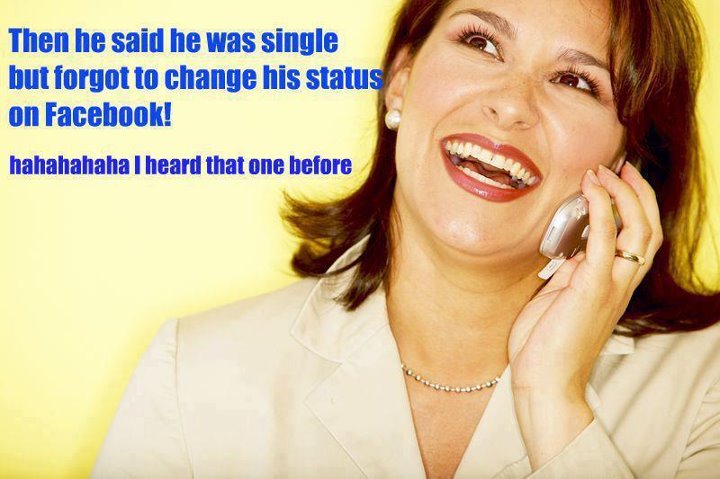 Then he said he was single
but forgot to change his status
on Facebook!
hahahahaha I heard that one before